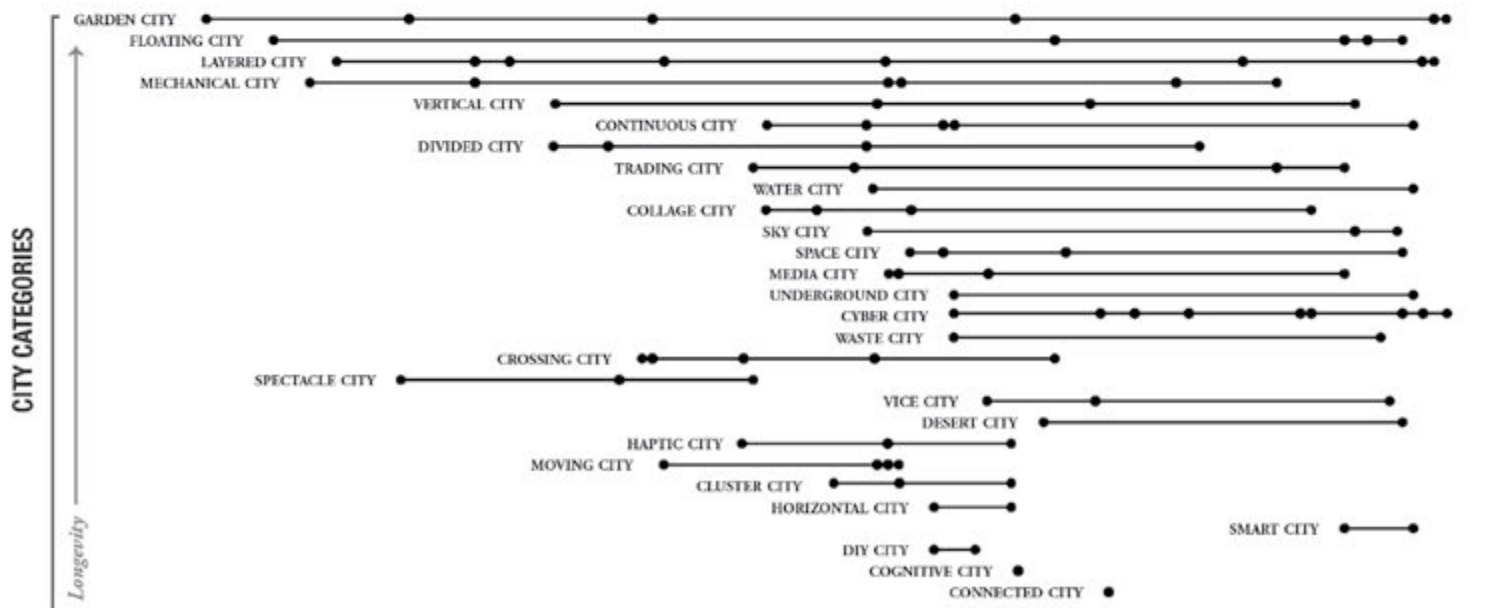 GARDEN CITY
FLOATING CITY
LAYERED CITY
MECHANICAL CITY
VERTICAL CITY
CONTINUOUS CITY
DIVIDED CITY
TRADING CITY
WATER CITY
COLLAGE CITY
SKY CITY
SPACE CITY
MEDIA CITY
UNDERGROUND CITY
CYBER CITY
WASTE CITY
CROSSING CITY
SPECTACLE CITY
VICE CITY
DESERT CITY
HAPTIC CITY
MOVING CITY
CLUSTER CITY
HORIZONTAL CITY
SMART CITY
DIY CITY
COGNITIVE CITY
CONNECTED CITY
CITY CATEGORIES
Longevity